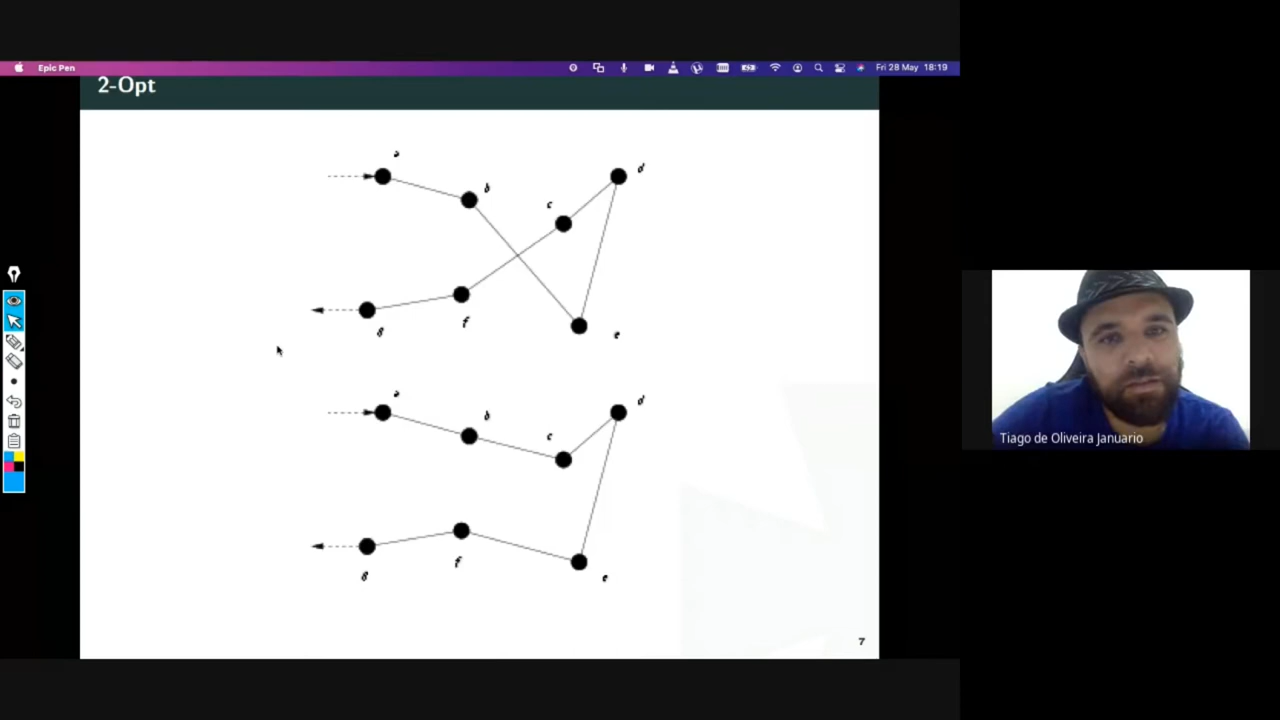 Epic Pen
Fri 28 May 18:19
2-Opt
a
b
d
c
g
f
e
a
d
b
c
g
f
e
7
Tiago de Oliveira Januario